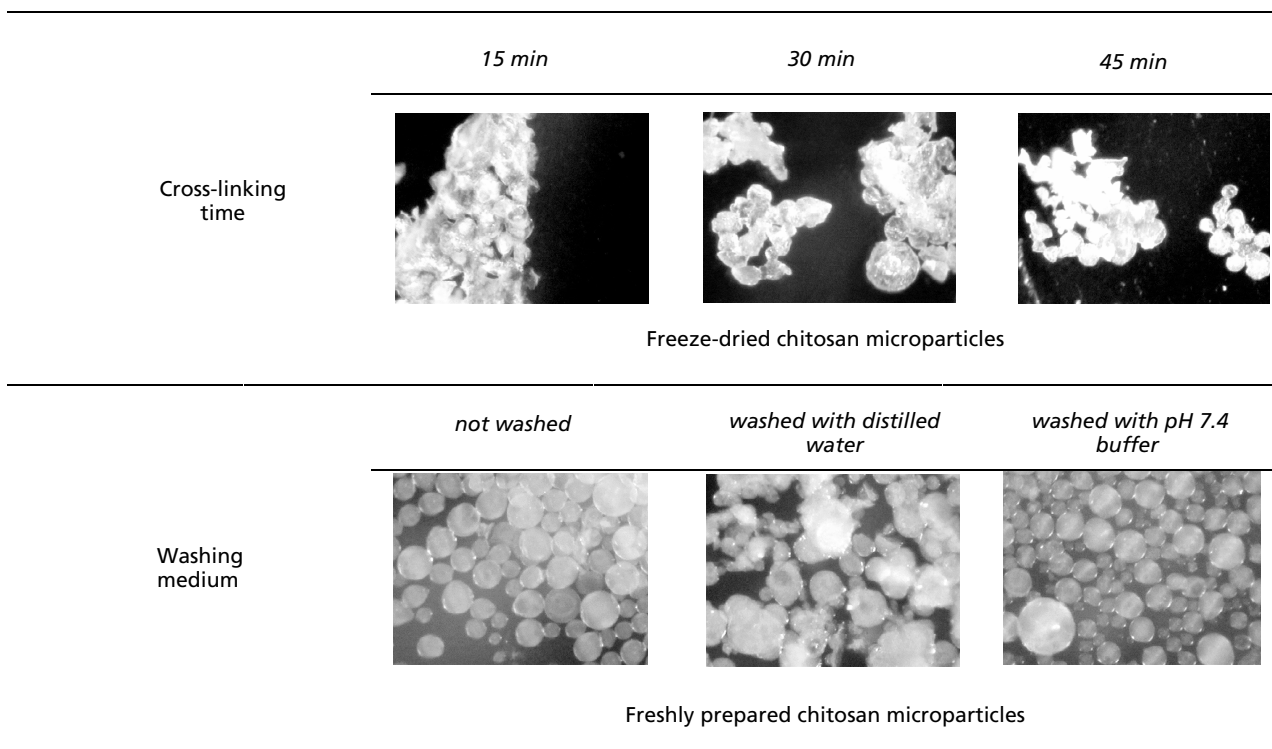 15 min
30 min
45 min
Cross-linking
time
Freeze-dried chitosan microparticles
not washed
washed with distilled
water
washed with pH 7.4
buffer
Washing
medium
Freshly prepared chitosan microparticles